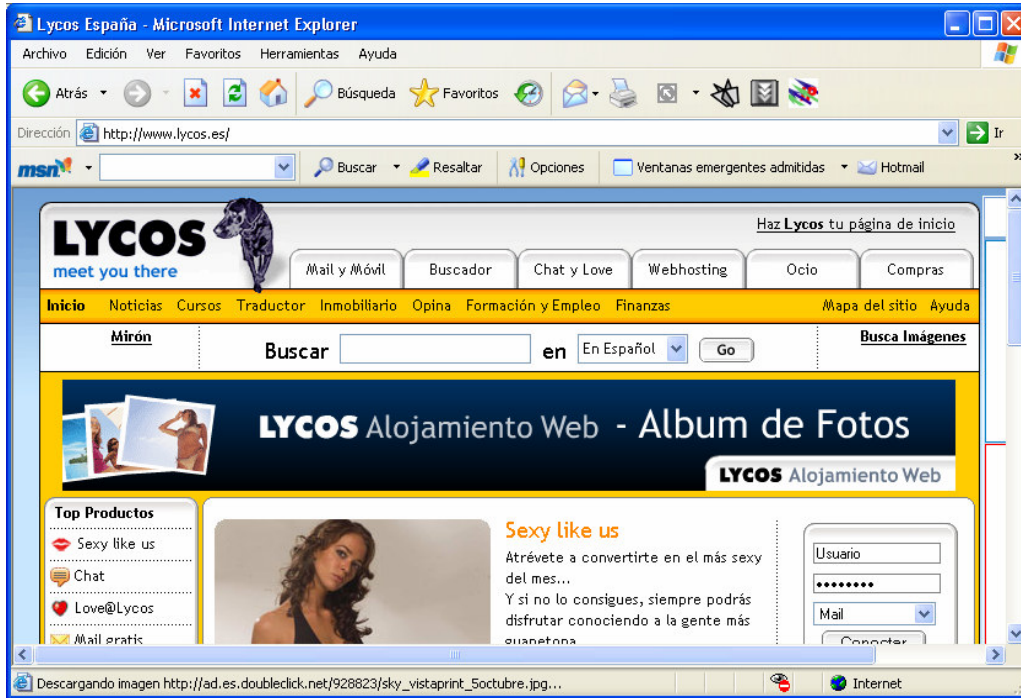 Lycos España - Microsoft Internet Explorer
Archivo Edición Ver Favoritos Herramientas Ayuda
Atrás Búsqueda Favoritos
Dirección http://www.lycos.es/ Ir
msn Buscar Resaltar Opciones Ventanas emergentes admitidas Hotmail »
Haz Lycos tu página de inicio
LYCOS
meet you there
Mail y Móvil Buscador Chat y Love Webhosting Ocio Compras
Inicio Noticias Cursos Traductor Inmobiliario Opina Formación y Empleo Finanzas Mapa del sitio Ayuda
Mirón Buscar en En Español Go Busca Imágenes
LYCOS Alojamiento Web - Album de Fotos
LYCOS Alojamiento Web
Top Productos
Sexy like us
Chat
Love@Lycos
Mail gratis
Sexy like us
Atrévete a convertirte en el más sexy
del mes...
Y si no lo consigues, siempre podrás
disfrutar conociendo a la gente más
guapetona
Usuario
••••••••
Mail
Conectar
Descargando imagen http://ad.es.doubleclick.net/928823/sky_vistaprint_5octubre.jpg... Internet